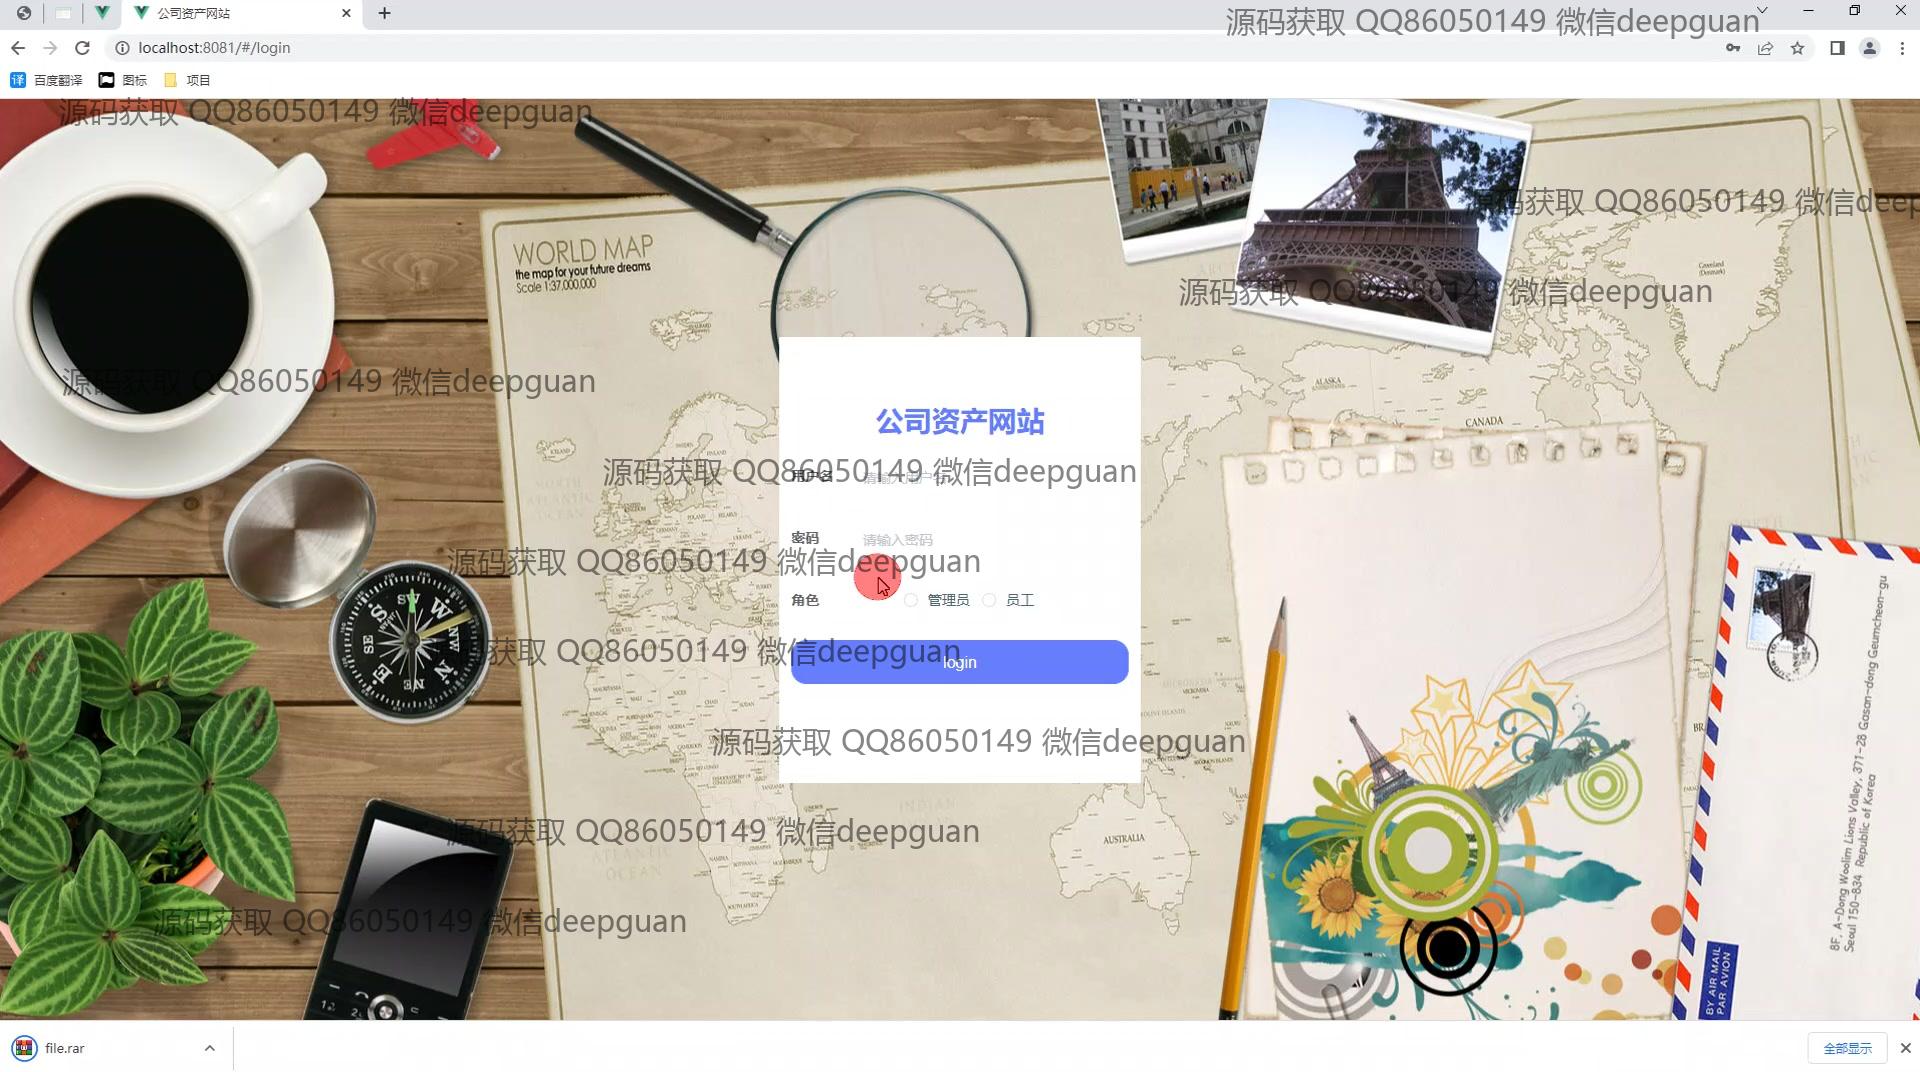 公司资产网站
源码获取 QQ86050149 微信deepguan
localhost:8081/#/login
百度翻译
图标
项目
源码获取 QQ86050149 微信deepguan
源码获取 QQ86050149 微信deep
WORLD MAP
the map for your future dreams
Scale 1:37,000,000
Greenland
(Denmark)
源码获取 QQ86050149 微信deepguan
源码获取 QQ86050149 微信deepguan
ALASKA
CANADA
公司资产网站
源码获取 QQ86050149 微信deepguan
用户名 请输入用户名
密码 请输入密码
源码获取 QQ86050149 微信deepguan
角色 管理员 员工
源码获取 QQ86050149 微信deepguan
login
源码获取 QQ86050149 微信deepguan
源码获取 QQ86050149 微信deepguan
AUSTRALIA
INDIAN
ATLANTIC
OCEAN
源码获取 QQ86050149 微信deepguan
8F, A-Dong Woolim Lions Valley, 371-28 Gasan-dong Geumcheon-gu
Seoul 150-834 Republic of Korea
BY AIR MAIL
PAR AVION
file.rar
全部显示